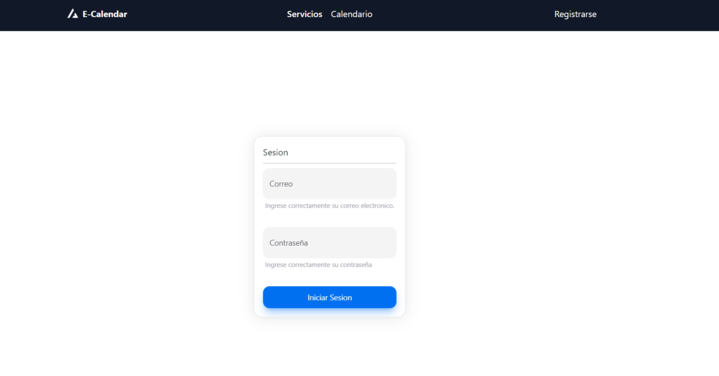 E-Calendar
Servicios Calendario
Registrarse
Sesion
Correo
Ingrese correctamente su correo electronico.
Contraseña
Ingrese correctamente su contraseña
Iniciar Sesion